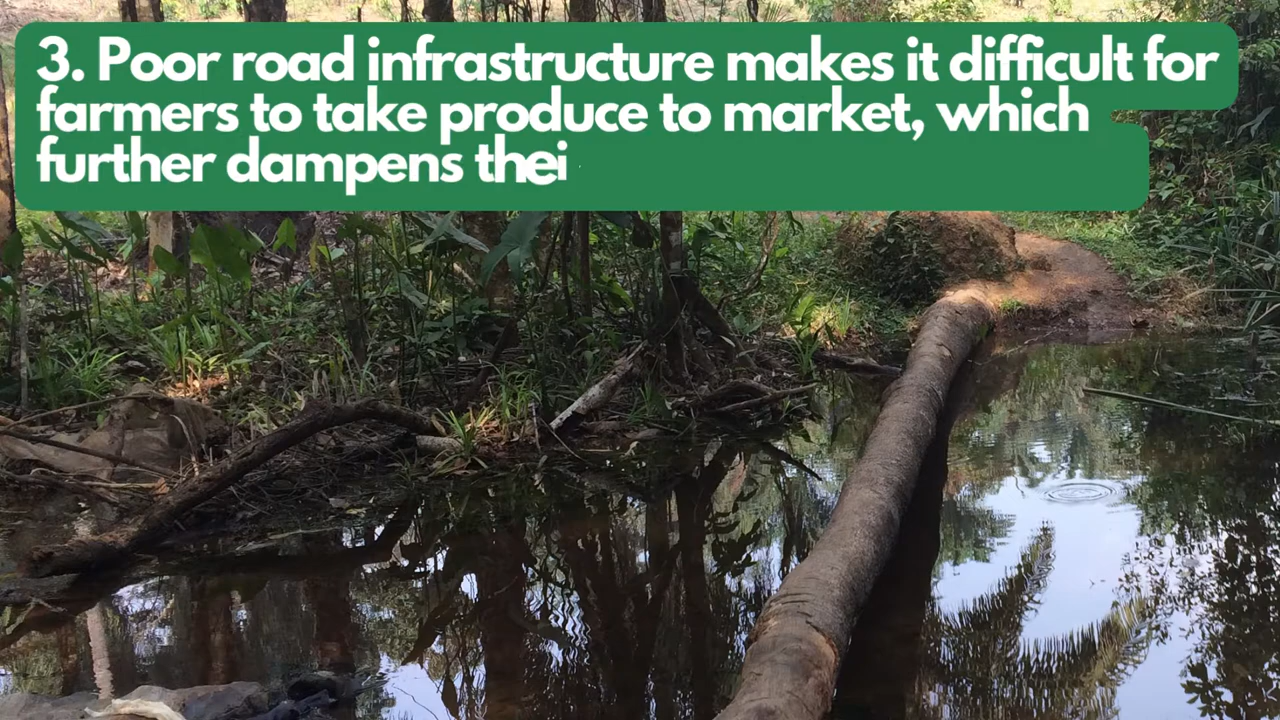 3. Poor road infrastructure makes it difficult for
farmers to take produce to market, which
further dampens thei